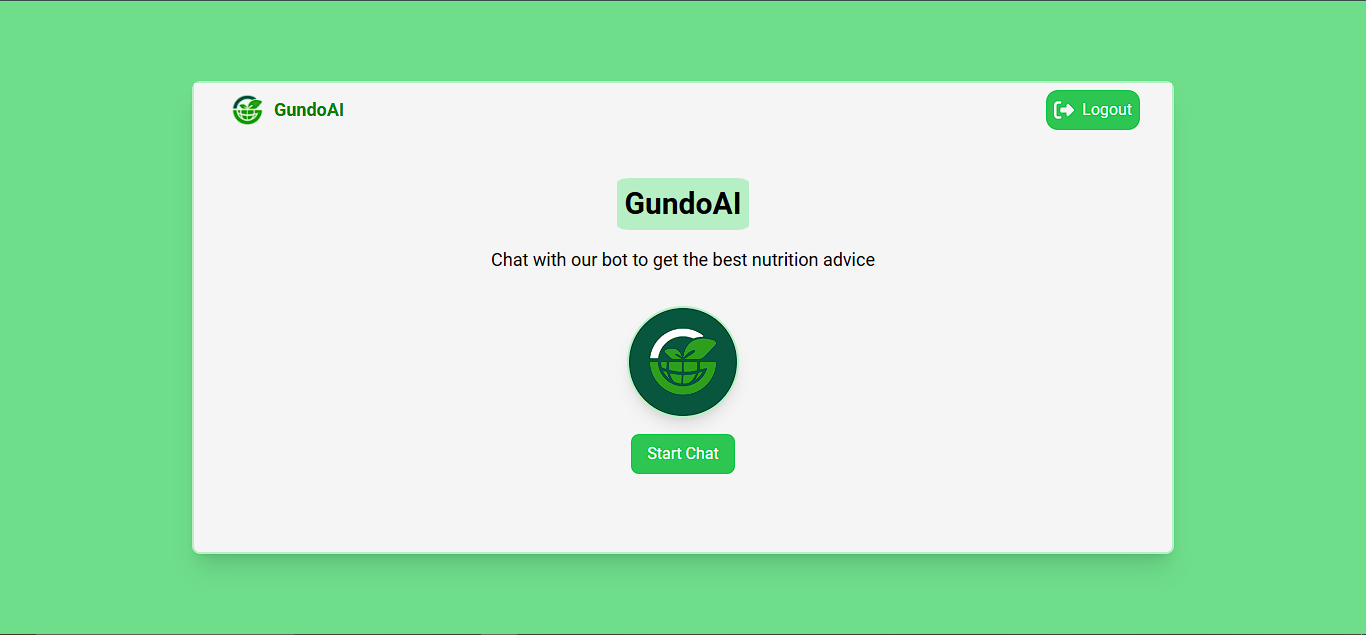 GundoAI
Logout
GundoAI
Chat with our bot to get the best nutrition advice
Start Chat